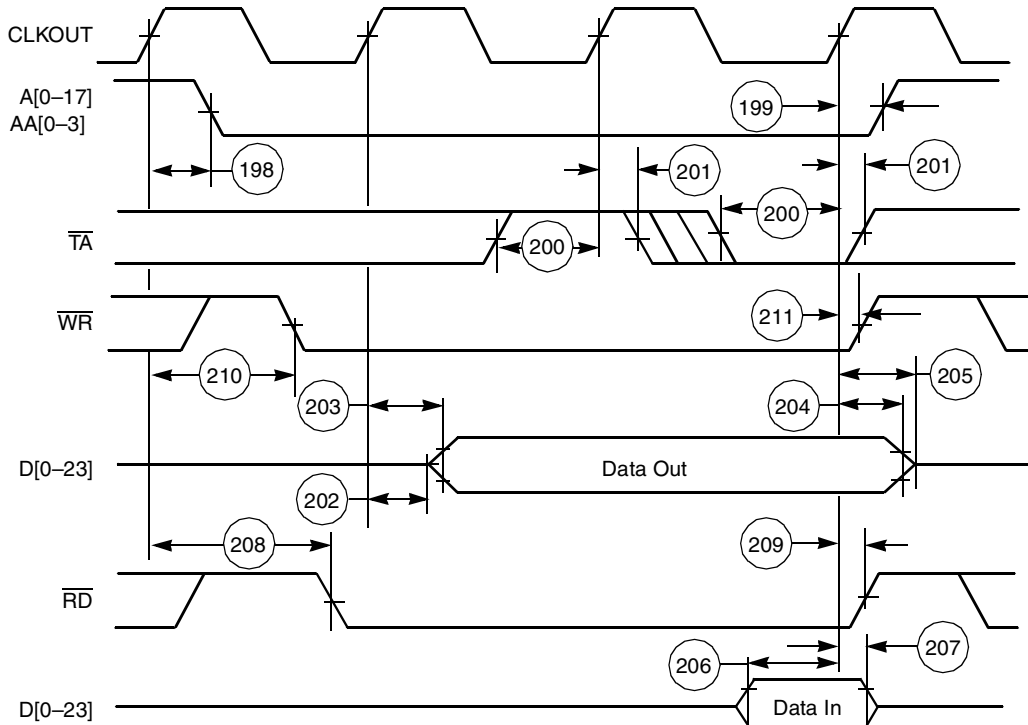 CLKOUT
A[0–17]
AA[0–3]
199
198
201
201
200
200
TA
WR
211
210
205
203
204
D[0–23]
Data Out
202
208
209
RD
206
207
D[0–23]
Data In